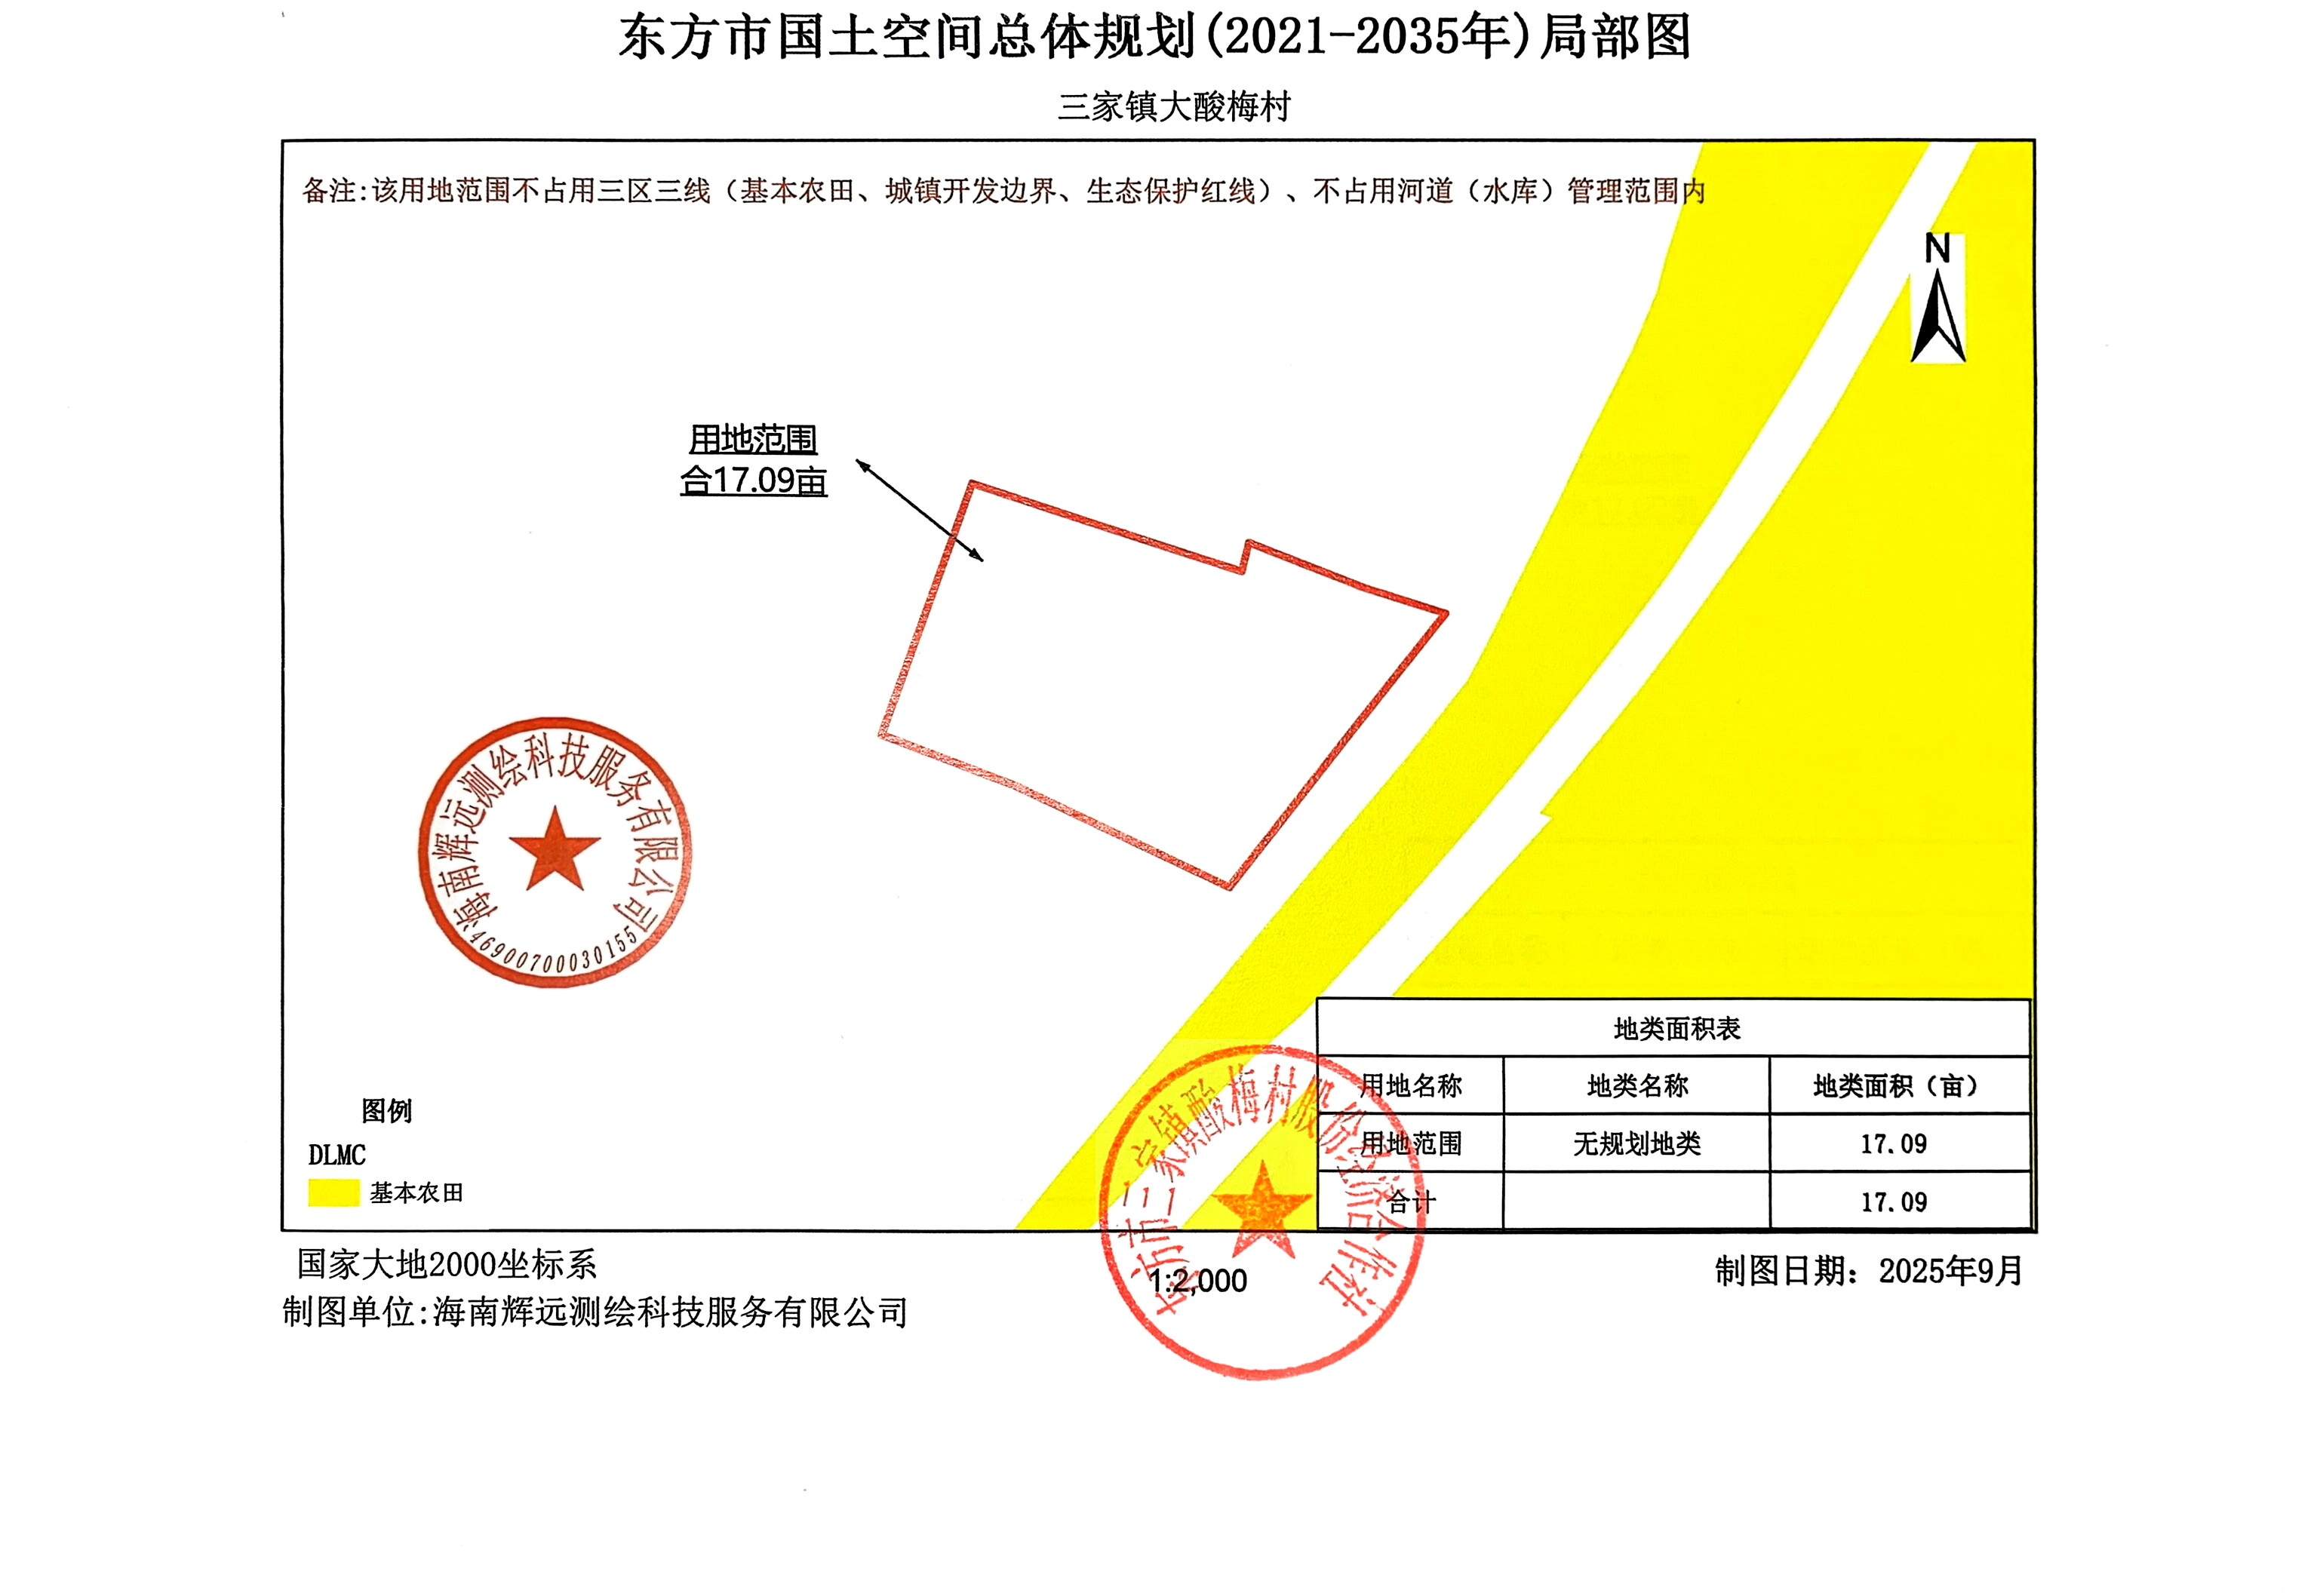 东方市国土空间总体规划(2021-2035年)局部图
三家镇大酸梅村
备注:该用地范围不占用三区三线（基本农田、城镇开发边界、生态保护红线）、不占用河道（水库）管理范围内
N
用地范围
合17.09亩
海南辉远测绘科技服务有限公司
46900700030155
地类面积表
用地名称 地类名称 地类面积（亩）
用地范围 无规划地类 17.09
合计 17.09
图例
DLMC
基本农田
国家大地2000坐标系
1:2,000
制图日期：2025年9月
制图单位:海南辉远测绘科技服务有限公司